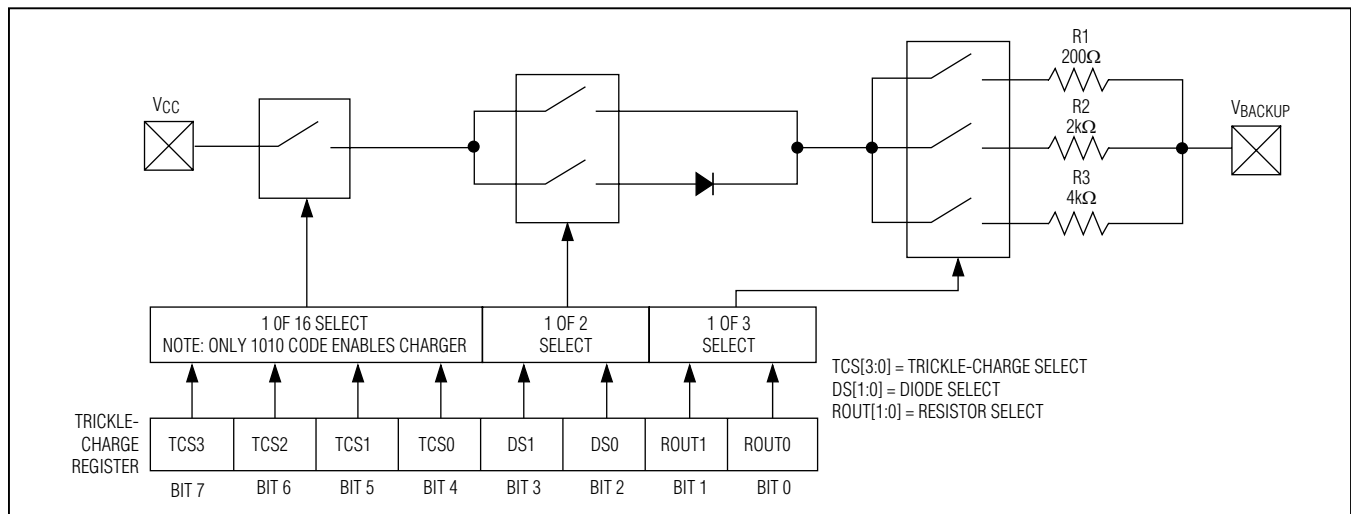 VCC
R1
200Ω
R2
2kΩ
R3
4kΩ
VBACKUP
1 OF 16 SELECT
NOTE: ONLY 1010 CODE ENABLES CHARGER
1 OF 2
SELECT
1 OF 3
SELECT
TCS[3:0] = TRICKLE-CHARGE SELECT
DS[1:0] = DIODE SELECT
ROUT[1:0] = RESISTOR SELECT
TRICKLE-
CHARGE
REGISTER
TCS3 TCS2 TCS1 TCS0 DS1 DS0 ROUT1 ROUT0
BIT 7 BIT 6 BIT 5 BIT 4 BIT 3 BIT 2 BIT 1 BIT 0